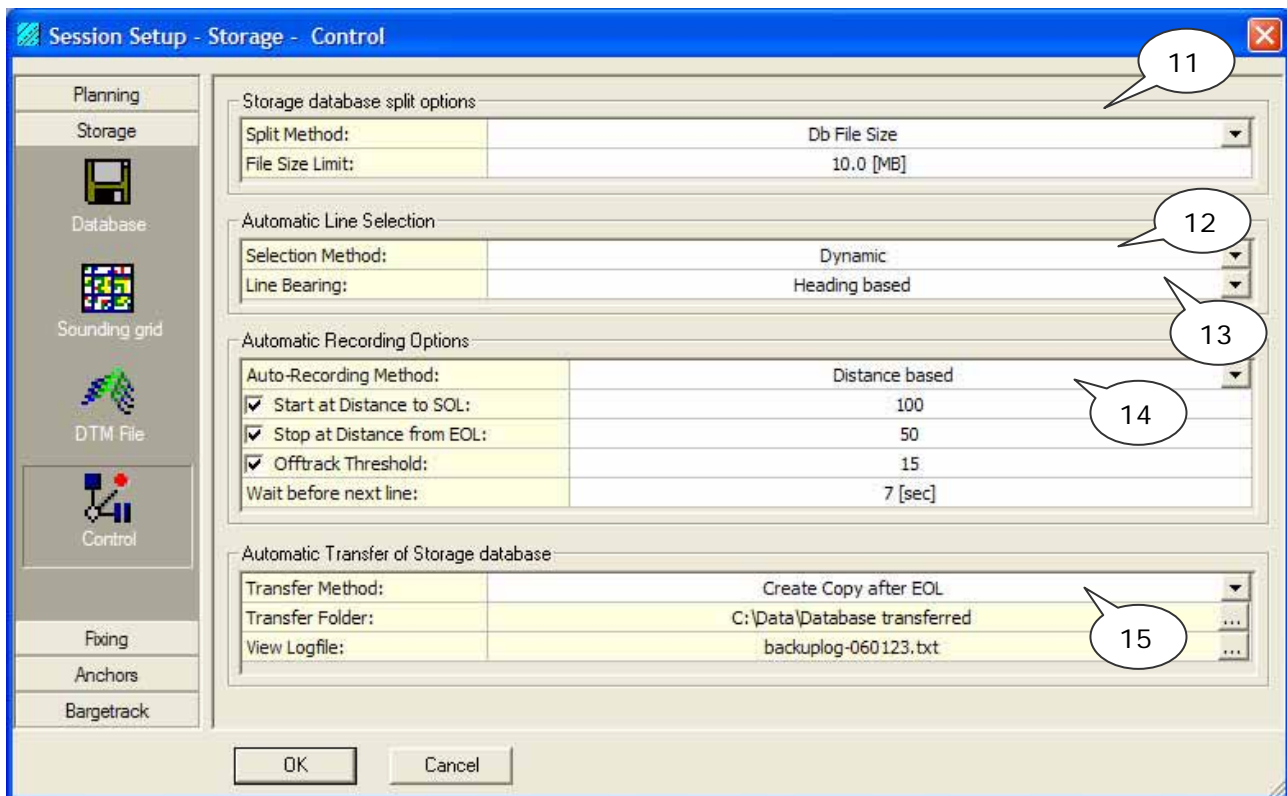 Session Setup - Storage - Control
11
Planning
Storage
Database
Sounding grid
DTM File
Control
Fixing
Anchors
Bargetrack
Storage database split options
Split Method: Db File Size
File Size Limit: 10.0 [MB]
Automatic Line Selection
12
Selection Method: Dynamic
Line Bearing: Heading based
13
Automatic Recording Options
Auto-Recording Method: Distance based
14
Start at Distance to SOL: 100
Stop at Distance from EOL: 50
Offtrack Threshold: 15
Wait before next line: 7 [sec]
Automatic Transfer of Storage database
Transfer Method: Create Copy after EOL
Transfer Folder: C:\Data\Database transferred ...
15
View Logfile: backuplog-060123.txt ...
OK Cancel